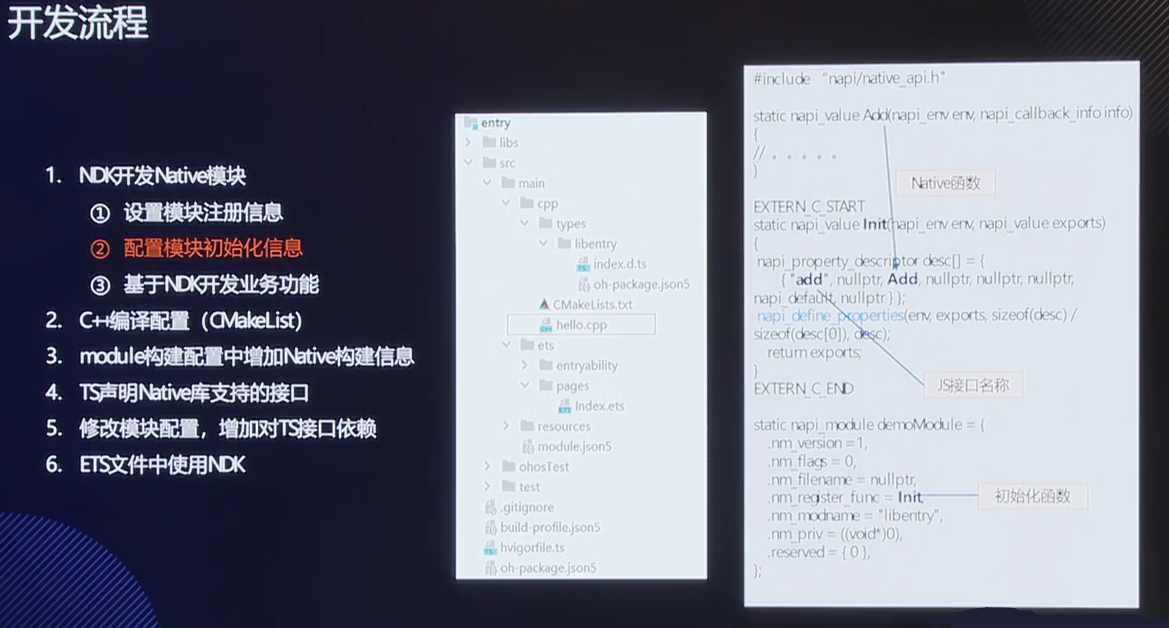 开发流程
1. NDK开发Native模块
① 设置模块注册信息
② 配置模块初始化信息
③ 基于NDK开发业务功能
2. C++编译配置（CMakeList）
3. module构建配置中增加Native构建信息
4. TS声明Native库支持的接口
5. 修改模块配置，增加对TS接口依赖
6. ETS文件中使用NDK
entry
libs
src
main
cpp
types
libentry
index.d.ts
oh-package.json5
CMakeLists.txt
hello.cpp
ets
entryability
pages
Index.ets
resources
module.json5
ohosTest
test
.gitignore
build-profile.json5
hvigorfile.ts
oh-package.json5
#include “napi/native_api.h"
static napi_value Add(napi_env env, napi_callback_info info)
{
// 。。。。。
}
Native函数
EXTERN_C_START
static napi_value Init(napi_env env, napi_value exports)
{
napi_property_descriptor desc[] = {
{ "add", nullptr, Add, nullptr, nullptr, nullptr,
napi_default, nullptr } };
napi_define_properties(env, exports, sizeof(desc) /
sizeof(desc[0]), desc);
return exports;
}
JS接口名称
EXTERN_C_END
static napi_module demoModule = {
.nm_version =1,
.nm_flags = 0,
.nm_filename = nullptr,
.nm_register_func = Init,
初始化函数
.nm_modname = "libentry",
.nm_priv = ((void*)0),
.reserved = { 0 },
};